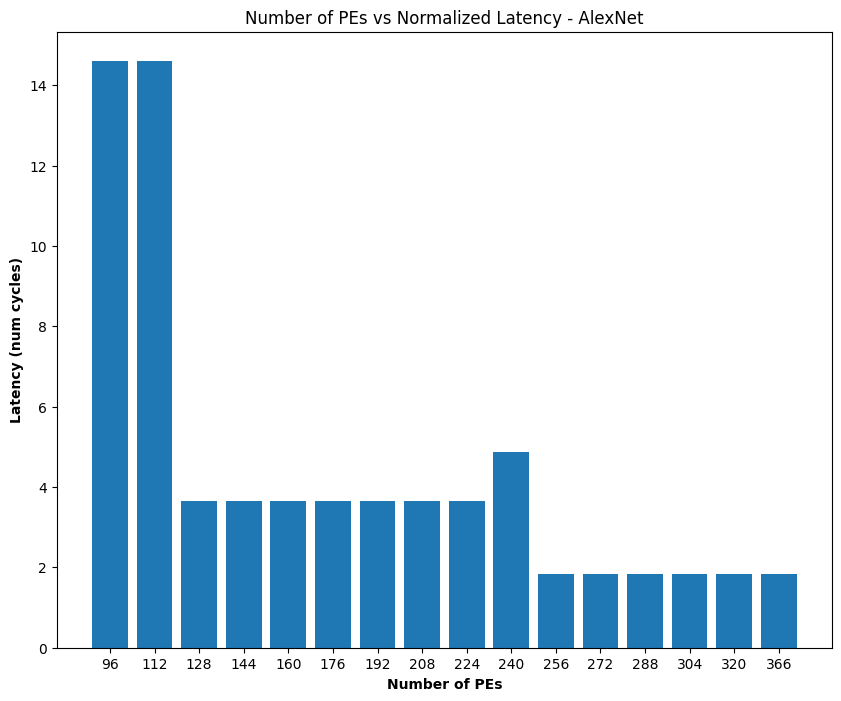 Number of PEs vs Normalized Latency - AlexNet
Latency (num cycles)
14
12
10
8
6
4
2
0
96 112 128 144 160 176 192 208 224 240 256 272 288 304 320 366
Number of PEs